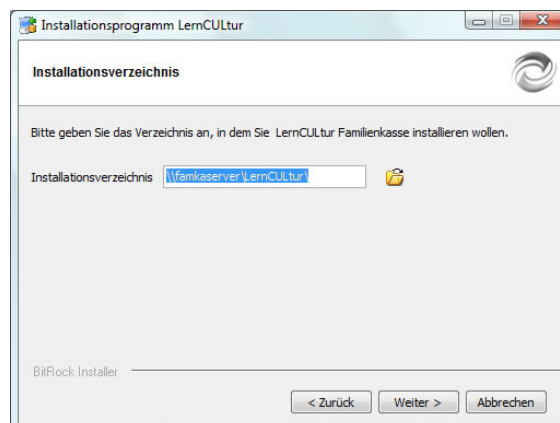 Installationsprogramm LernCULtur
Installationsverzeichnis
Bitte geben Sie das Verzeichnis an, in dem Sie LernCULtur Familienkasse installieren wollen.
Installationsverzeichnis \\famkaserver\LernCULtur\
BitRock Installer
< Zurück Weiter > Abbrechen